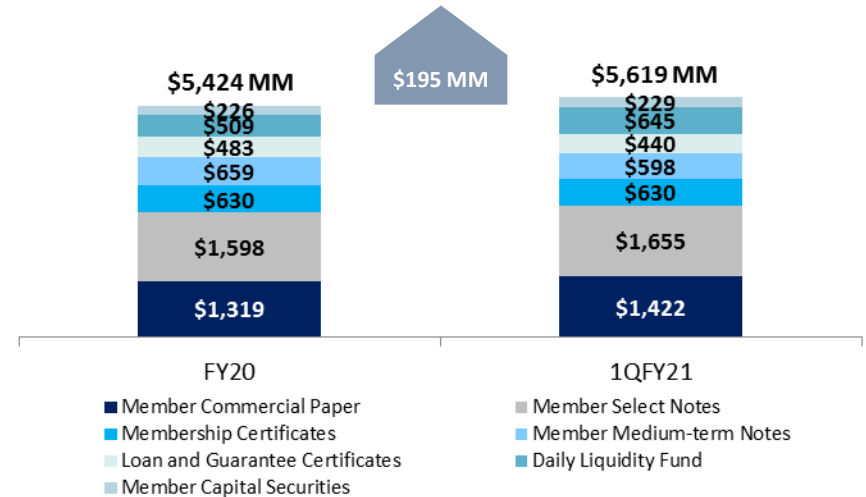 $195 MM
$5,424 MM
$5,619 MM
$226
$509
$483
$659
$630
$1,598
$1,319
$229
$645
$440
$598
$630
$1,655
$1,422
FY20
1QFY21
Member Commercial Paper
Member Select Notes
Membership Certificates
Member Medium-term Notes
Loan and Guarantee Certificates
Daily Liquidity Fund
Member Capital Securities